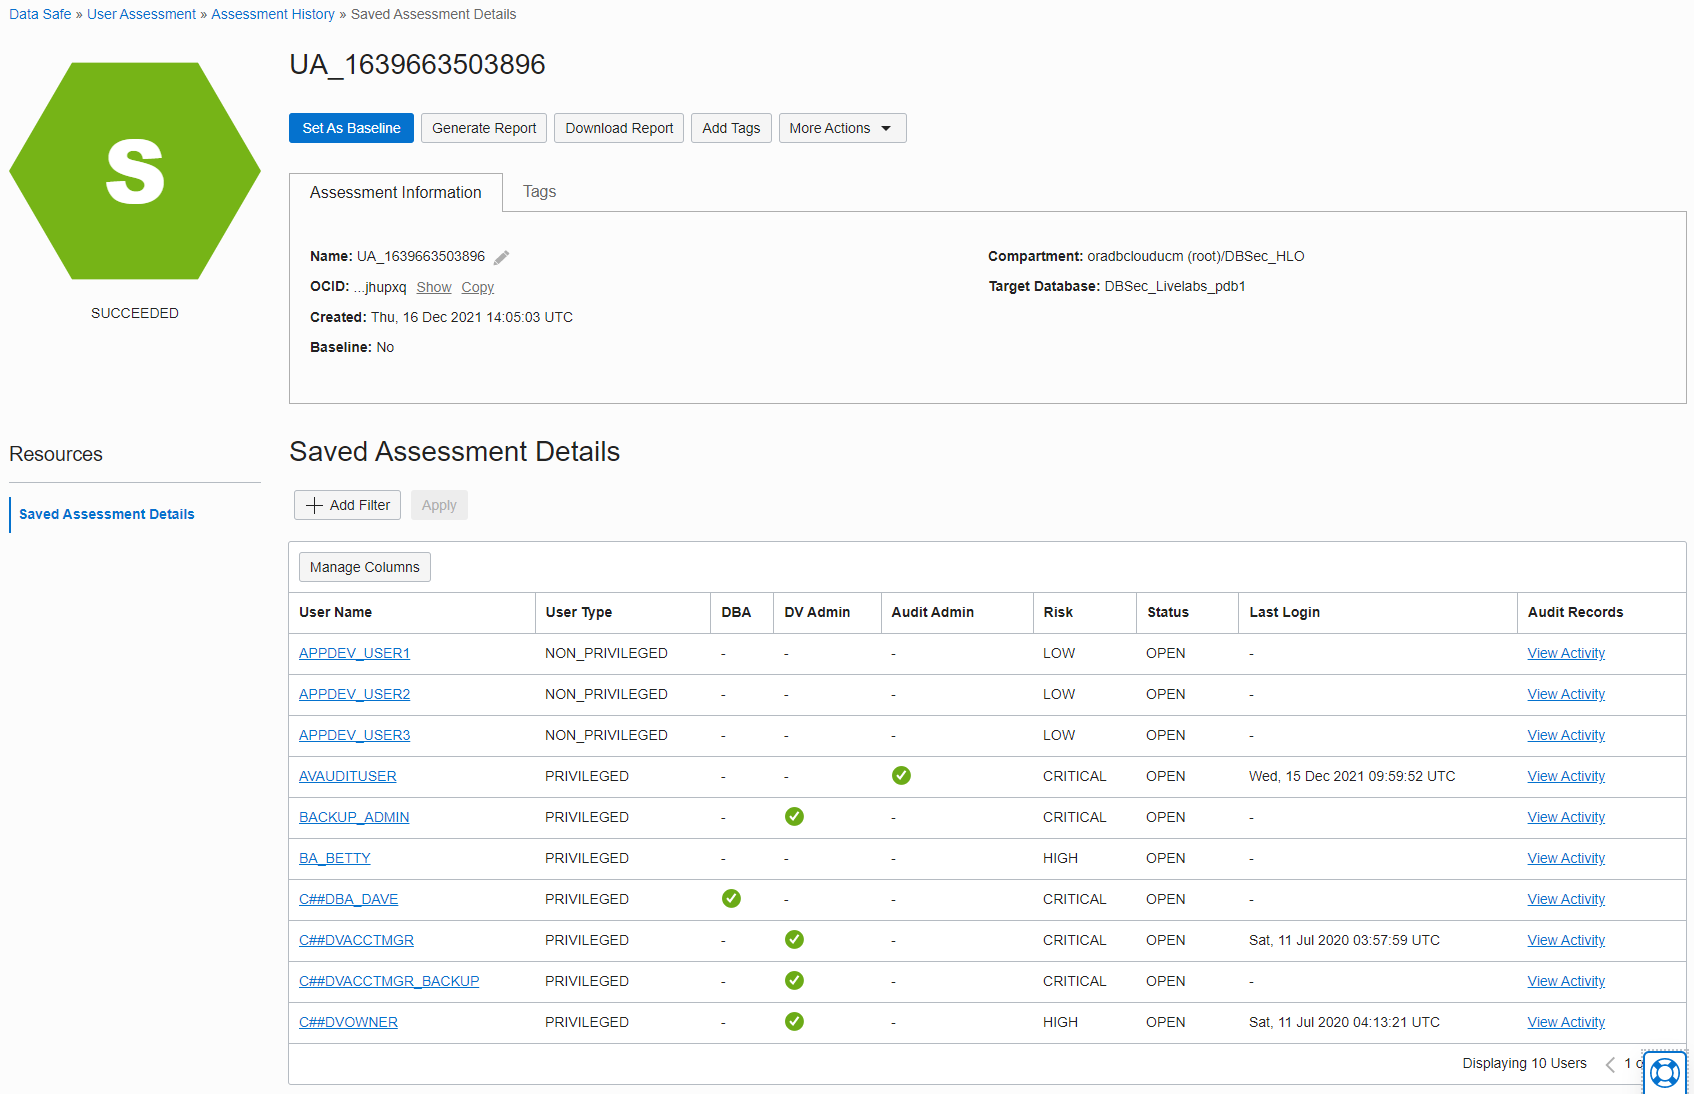 Data Safe » User Assessment » Assessment History » Saved Assessment Details
S
SUCCEEDED
UA_1639663503896
Set As Baseline Generate Report Download Report Add Tags More Actions
Assessment Information Tags
Name: UA_1639663503896
OCID: ...jhupxq Show Copy
Created: Thu, 16 Dec 2021 14:05:03 UTC
Baseline: No
Compartment: oradbclouducm (root)/DBSec_HLO
Target Database: DBSec_Livelabs_pdb1
Resources
Saved Assessment Details
Saved Assessment Details
Add Filter Apply
Manage Columns
User Name User Type DBA DV Admin Audit Admin Risk Status Last Login Audit Records
APPDEV_USER1 NON_PRIVILEGED - - - LOW OPEN - View Activity
APPDEV_USER2 NON_PRIVILEGED - - - LOW OPEN - View Activity
APPDEV_USER3 NON_PRIVILEGED - - - LOW OPEN - View Activity
AVAUDITUSER PRIVILEGED - - CRITICAL OPEN Wed, 15 Dec 2021 09:59:52 UTC View Activity
BACKUP_ADMIN PRIVILEGED - - CRITICAL OPEN - View Activity
BA_BETTY PRIVILEGED - - - HIGH OPEN - View Activity
C##DBA_DAVE PRIVILEGED - - CRITICAL OPEN - View Activity
C##DVACCTMGR PRIVILEGED - - CRITICAL OPEN Sat, 11 Jul 2020 03:57:59 UTC View Activity
C##DVACCTMGR_BACKUP PRIVILEGED - - CRITICAL OPEN - View Activity
C##DVOWNER PRIVILEGED - - HIGH OPEN Sat, 11 Jul 2020 04:13:21 UTC View Activity
Displaying 10 Users 1